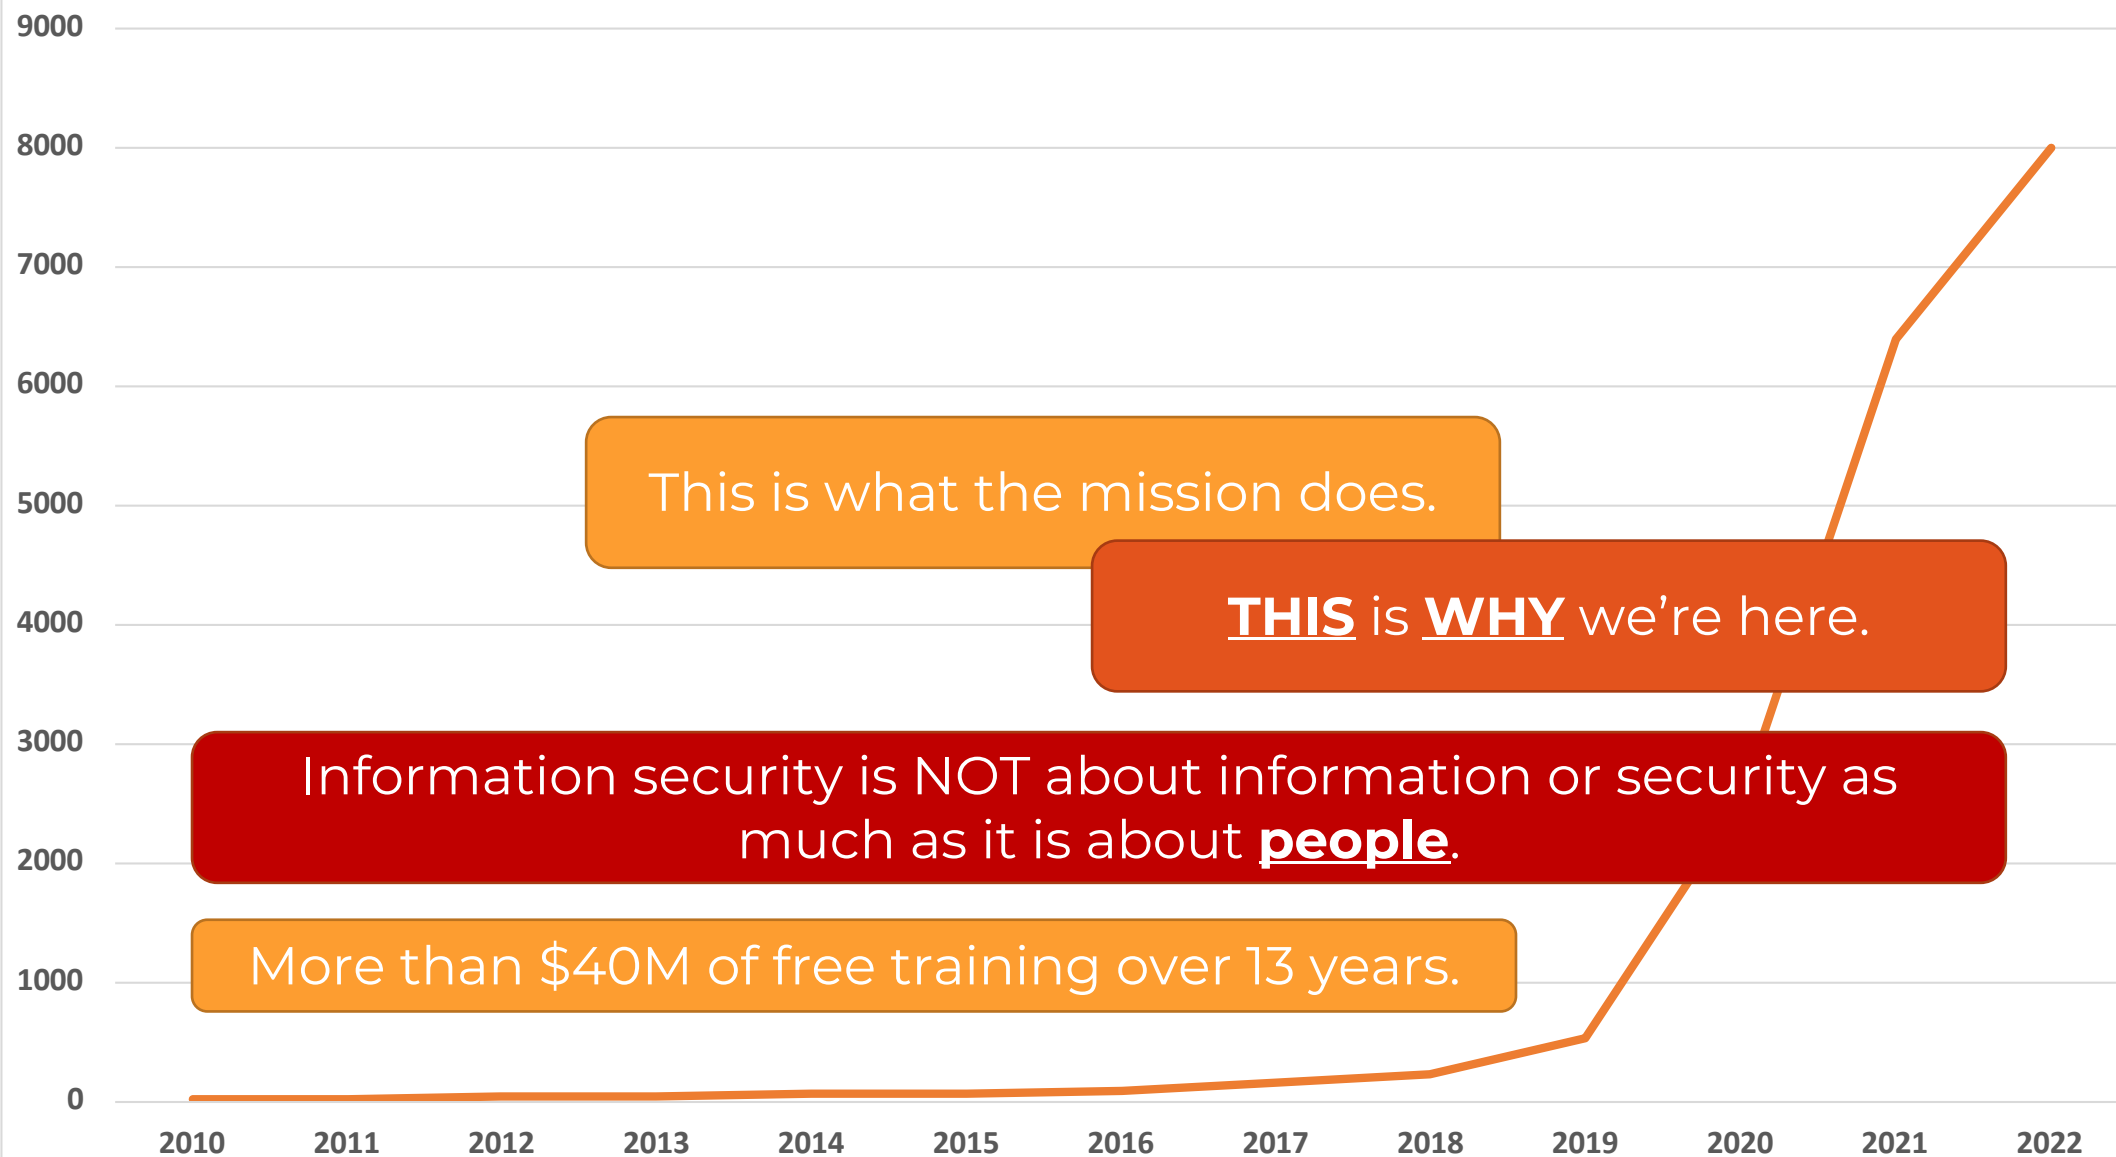 9000
8000
7000
6000
5000
4000
3000
2000
1000
0
This is what the mission does.
THIS is WHY we’re here.
Information security is NOT about information or security as
much as it is about people.
More than $40M of free training over 13 years.
2010 2011 2012 2013 2014 2015 2016 2017 2018 2019 2020 2021 2022